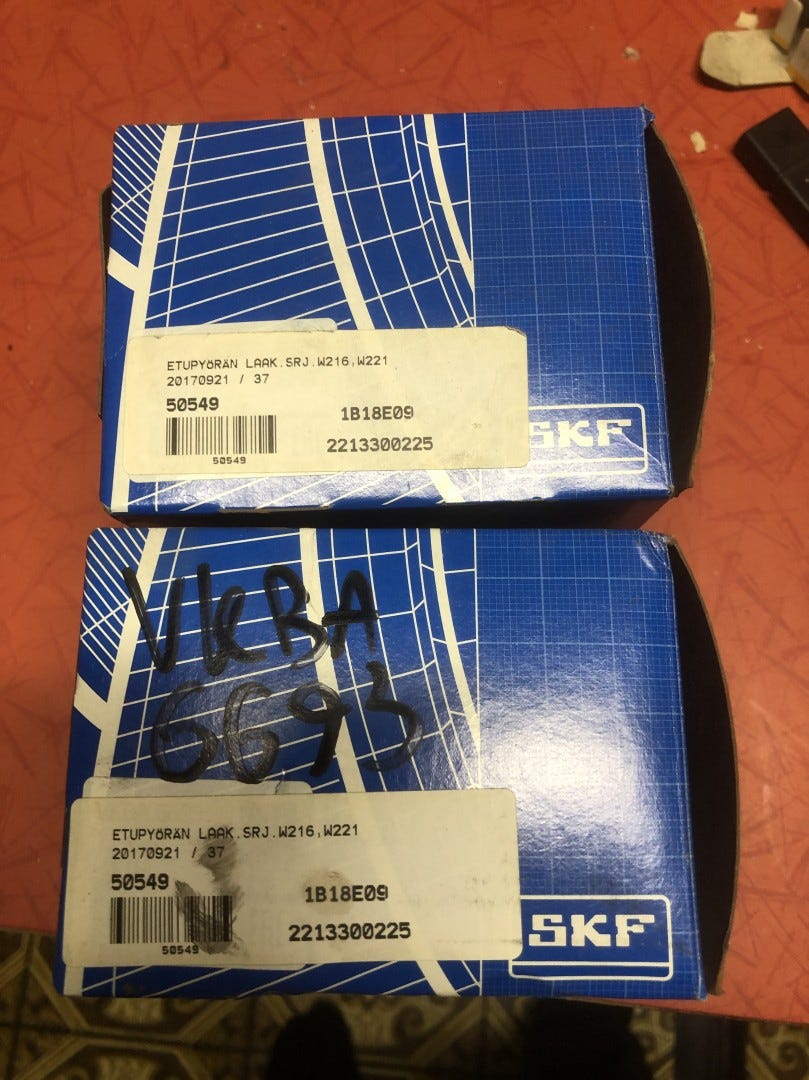 ETUPYÖRÄN LAAK.SRJ.W216,W221
20170921 / 37
50549
1B18E09
2213300225
50549
SKF
VKBA
6693
ETUPYÖRÄN LAAK.SRJ.W216,W221
20170921 / 37
50549
1B18E09
2213300225
50549
SKF